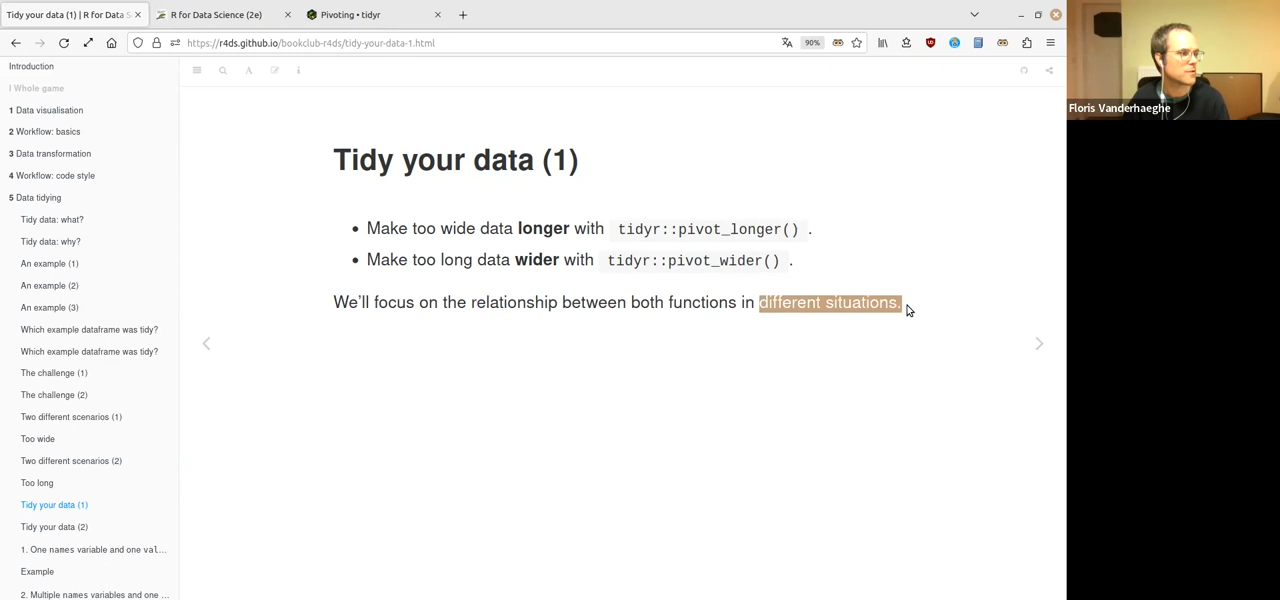 Tidy your data (1) | R for Data S
R for Data Science (2e)
Pivoting • tidyr
https://r4ds.github.io/bookclub-r4ds/tidy-your-data-1.html
90%
Introduction
I Whole game
1 Data visualisation
2 Workflow: basics
3 Data transformation
4 Workflow: code style
5 Data tidying
Tidy data: what?
Tidy data: why?
An example (1)
An example (2)
An example (3)
Which example dataframe was tidy?
Which example dataframe was tidy?
The challenge (1)
The challenge (2)
Two different scenarios (1)
Too wide
Two different scenarios (2)
Too long
Tidy your data (1)
Tidy your data (2)
1. One names variable and one val...
Example
2. Multiple names variables and one ...
Tidy your data (1)
• Make too wide data longer with tidyr::pivot_longer() .
• Make too long data wider with tidyr::pivot_wider() .
We'll focus on the relationship between both functions in different situations.
Floris Vanderhaeghe